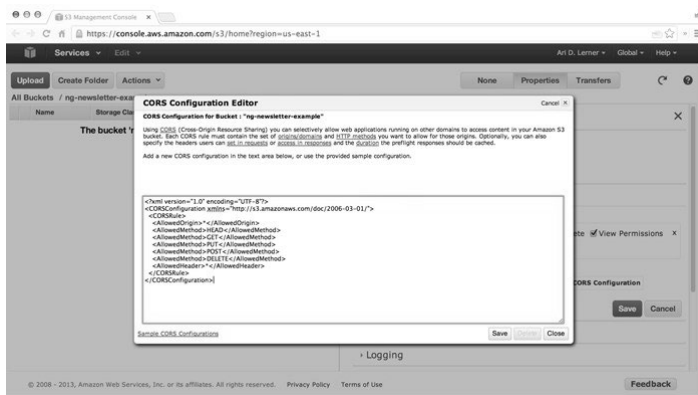 S3 Management Console
https://console.aws.amazon.com/s3/home?region=us-east-1
Services Edit Ari D. Lerner Global Help
Upload Create Folder Actions None Properties Transfers
All Buckets / ng-newsletter-exam
Name Storage Clas
The bucket 'n
CORS Configuration Editor Cancel
CORS Configuration for Bucket : "ng-newsletter-example"
Using CORS (Cross-Origin Resource Sharing) you can selectively allow web applications running on other domains to access content in your Amazon S3
bucket. Each CORS rule must contain the set of origins/domains and HTTP methods you want to allow for those origins. Optionally, you can also
specify the headers users can set in requests or access in responses and the duration the preflight responses should be cached.
Add a new CORS configuration in the text area below, or use the provided sample configuration.
<?xml version="1.0" encoding="UTF-8"?>
<CORSConfiguration xmlns="http://s3.amazonaws.com/doc/2006-03-01/">
<CORSRule>
<AllowedOrigin>*</AllowedOrigin>
<AllowedMethod>HEAD</AllowedMethod>
<AllowedMethod>GET</AllowedMethod>
<AllowedMethod>PUT</AllowedMethod>
<AllowedMethod>POST</AllowedMethod>
<AllowedMethod>DELETE</AllowedMethod>
<AllowedHeader>*</AllowedHeader>
</CORSRule>
</CORSConfiguration>
ete View Permissions x
CORS Configuration
Save Cancel
Sample CORS Configurations Save Delete Close
Logging
© 2008 - 2013, Amazon Web Services, Inc. or its affiliates. All rights reserved. Privacy Policy Terms of Use Feedback